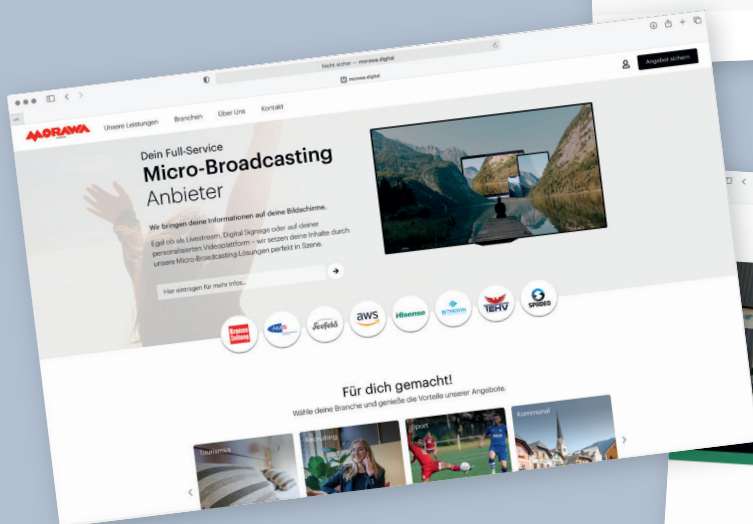 Nicht sicher — morawa.digital
morawa.digital
MORAWA
Unsere Leistungen
Branchen
Über Uns
Kontakt
Angebot sichern
Dein Full-Service
Micro-Broadcasting
Anbieter
Wir bringen deine Informationen auf deine Bildschirme.
Egal ob als Livestream, Digital Signage oder auf deiner
personalisierten Videoplattform – wir setzen deine Inhalte durch
unsere Micro-Broadcasting Lösungen perfekt in Szene.
Hier eintragen für mehr Infos...
Kronen
Zeitung
Seefeld
aws
Hisense
TEHV
SPIIDEO
Für dich gemacht!
Wähle deine Branche und genieße die Vorteile unserer Angebote.
Tourismus
Recruiting
Sport
Kommunal